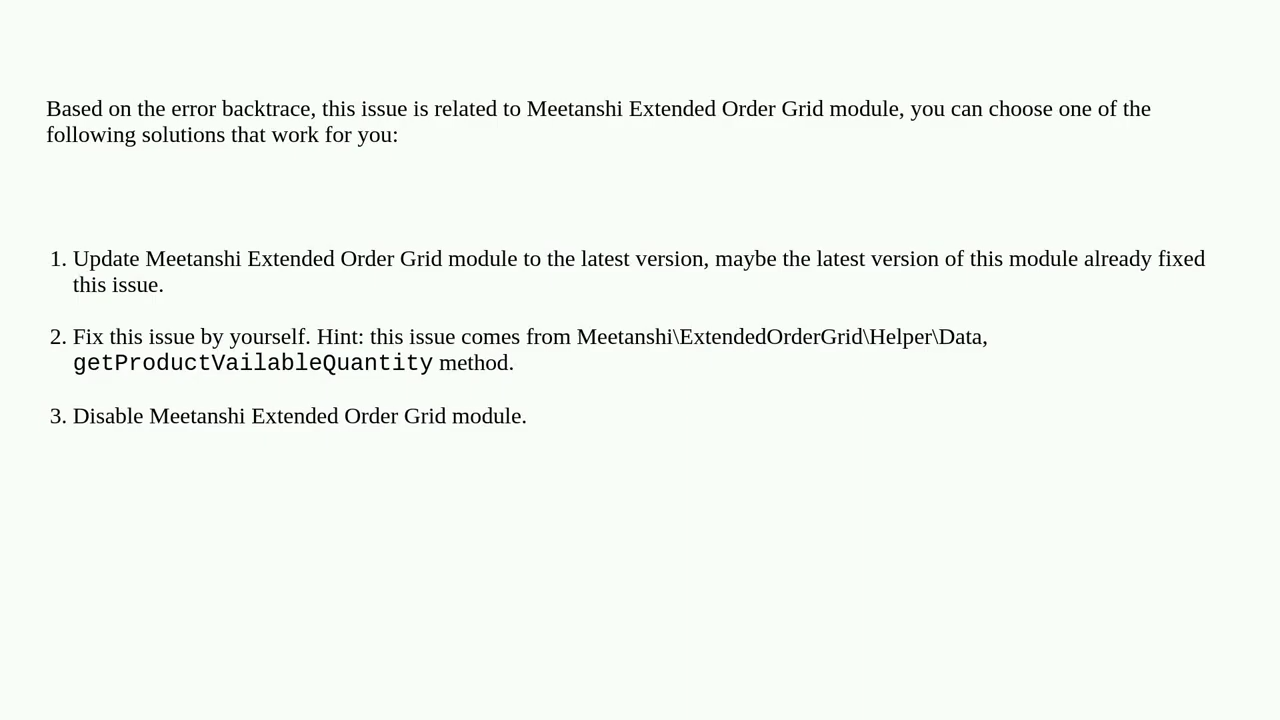 Based on the error backtrace, this issue is related to Meetanshi Extended Order Grid module, you can choose one of the
following solutions that work for you:
1. Update Meetanshi Extended Order Grid module to the latest version, maybe the latest version of this module already fixed
this issue.
2. Fix this issue by yourself. Hint: this issue comes from Meetanshi\ExtendedOrderGrid\Helper\Data,
getProductVailableQuantity method.
3. Disable Meetanshi Extended Order Grid module.